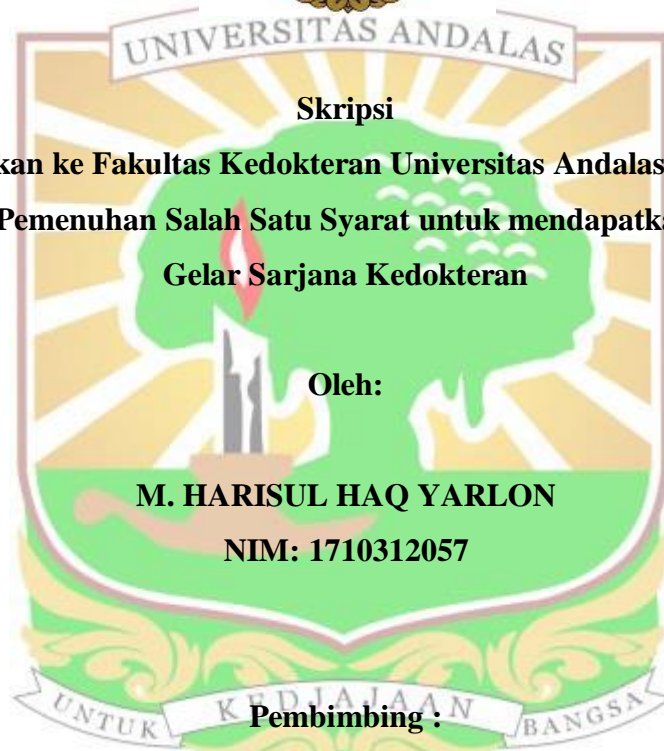 UNIVERSITAS ANDALAS
Skripsi
kan ke Fakultas Kedokteran Universitas Andalas
Pemenuhan Salah Satu Syarat untuk mendapatka
Gelar Sarjana Kedokteran
Oleh:
M. HARISUL HAQ YARLON
NIM: 1710312057
UNTUK KEDJAJAAN BANGSA
Pembimbing :